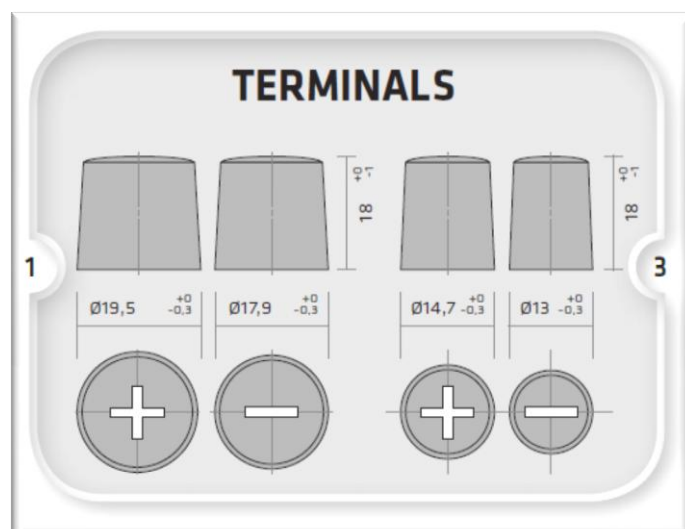 TERMINALS
+0
-1
18
+0
-1
18
1
3
Ø19,5 +0
-0,3
Ø17,9 +0
-0,3
Ø14,7 +0
-0,3
Ø13 +0
-0,3